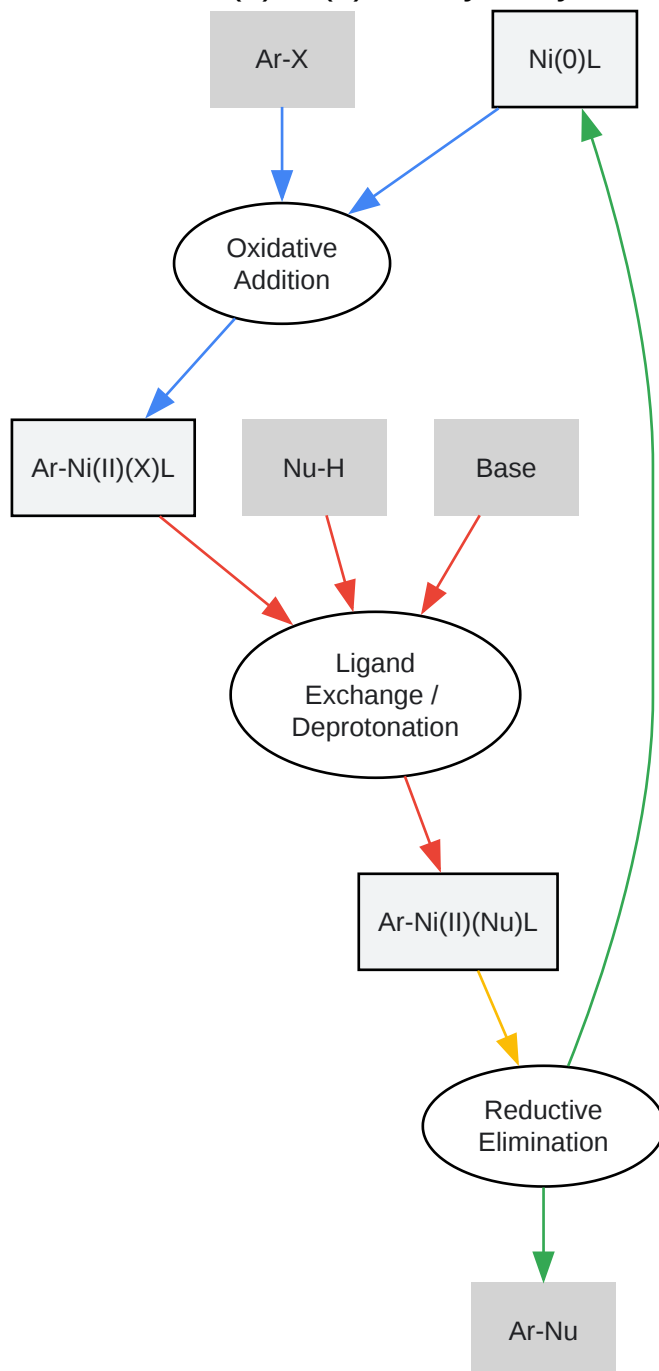 Ar-X
Ni(0)L
Oxidative
Addition
Ar-Ni(II)(X)L
Nu-H
Base
Ligand
Exchange /
Deprotonation
Ar-Ni(II)(Nu)L
Reductive
Elimination
Ar-Nu